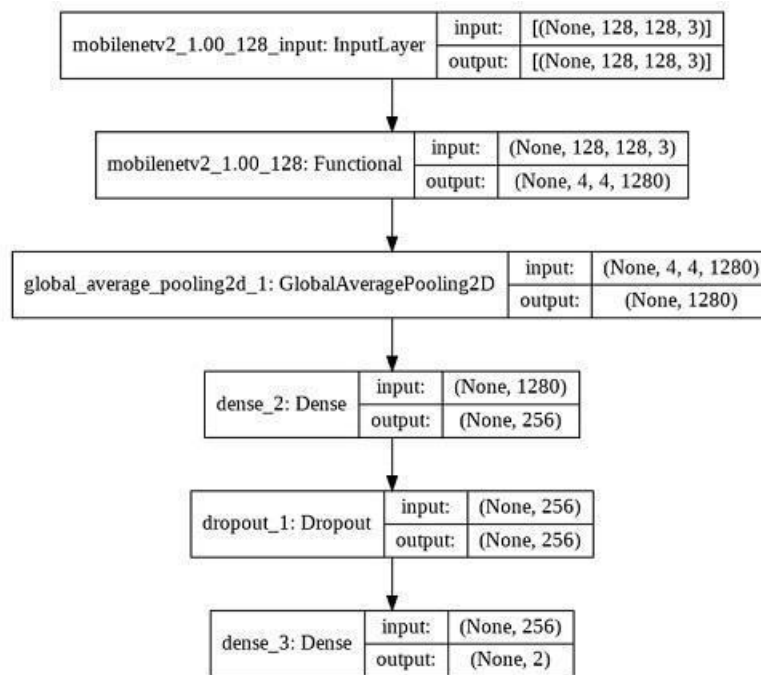 mobilenetv2_1.00_128_input: InputLayer
input: [(None, 128, 128, 3)]
output: [(None, 128, 128, 3)]
mobilenetv2_1.00_128: Functional
input: (None, 128, 128, 3)
output: (None, 4, 4, 1280)
global_average_pooling2d_1: GlobalAveragePooling2D
input: (None, 4, 4, 1280)
output: (None, 1280)
dense_2: Dense
input: (None, 1280)
output: (None, 256)
dropout_1: Dropout
input: (None, 256)
output: (None, 256)
dense_3: Dense
input: (None, 256)
output: (None, 2)